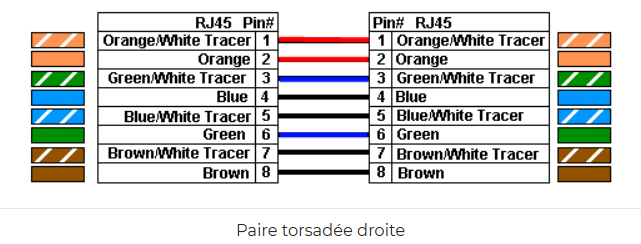 RJ45 Pin# Pin# RJ45
Orange/White Tracer 1 1 Orange/White Tracer
Orange 2 2 Orange
Green/White Tracer 3 3 Green/White Tracer
Blue 4 4 Blue
Blue/White Tracer 5 5 Blue/White Tracer
Green 6 6 Green
Brown/White Tracer 7 7 Brown/White Tracer
Brown 8 8 Brown
Paire torsadée droite